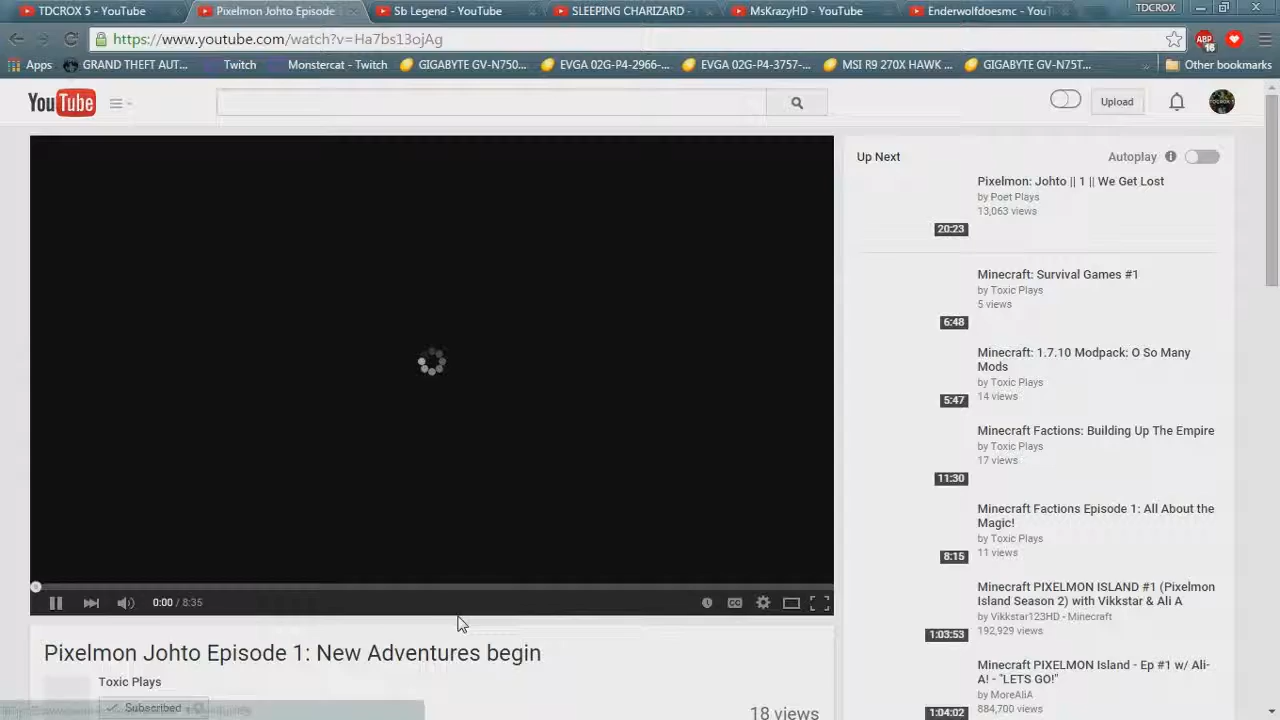 TDCROX 5 - YouTube
Pixelmon Johto Episode
Sb Legend - YouTube
SLEEPING CHARIZARD -
MsKrazyHD - YouTube
Enderwolfdoesmc - YouT
TDCROX
https://www.youtube.com/watch?v=Ha7bs13ojAg
ABP
16
Apps
GRAND THEFT AUT...
Twitch
Monstercat - Twitch
GIGABYTE GV-N750...
EVGA 02G-P4-2966-...
EVGA 02G-P4-3757-...
MSI R9 270X HAWK ...
GIGABYTE GV-N75T...
»
Other bookmarks
YouTube
Upload
Up Next
Autoplay
Pixelmon: Johto || 1 || We Get Lost
by Poet Plays
13,063 views
20:23
Minecraft: Survival Games #1
by Toxic Plays
5 views
6:48
Minecraft: 1.7.10 Modpack: O So Many
Mods
by Toxic Plays
14 views
5:47
Minecraft Factions: Building Up The Empire
by Toxic Plays
17 views
11:30
Minecraft Factions Episode 1: All About the
Magic!
by Toxic Plays
11 views
8:15
Minecraft PIXELMON ISLAND #1 (Pixelmon
Island Season 2) with Vikkstar & Ali A
by Vikkstar123HD - Minecraft
192,929 views
1:03:53
Minecraft PIXELMON Island - Ep #1 w/ Ali-
A! - "LETS GO!"
by MoreAliA
884,700 views
1:04:02
0:00 / 8:35
CC
Pixelmon Johto Episode 1: New Adventures begin
Toxic Plays
Subscribed
18 views